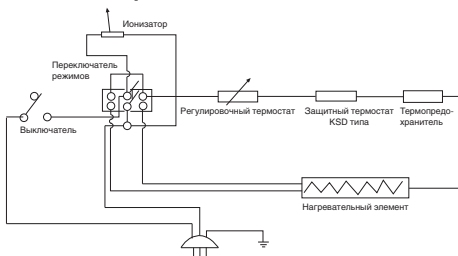 Ионизатор
Переключатель
режимов
Выключатель
Регулировочный термостат
Защитный термостат
KSD типа
Термопредо-
хранитель
Нагревательный элемент